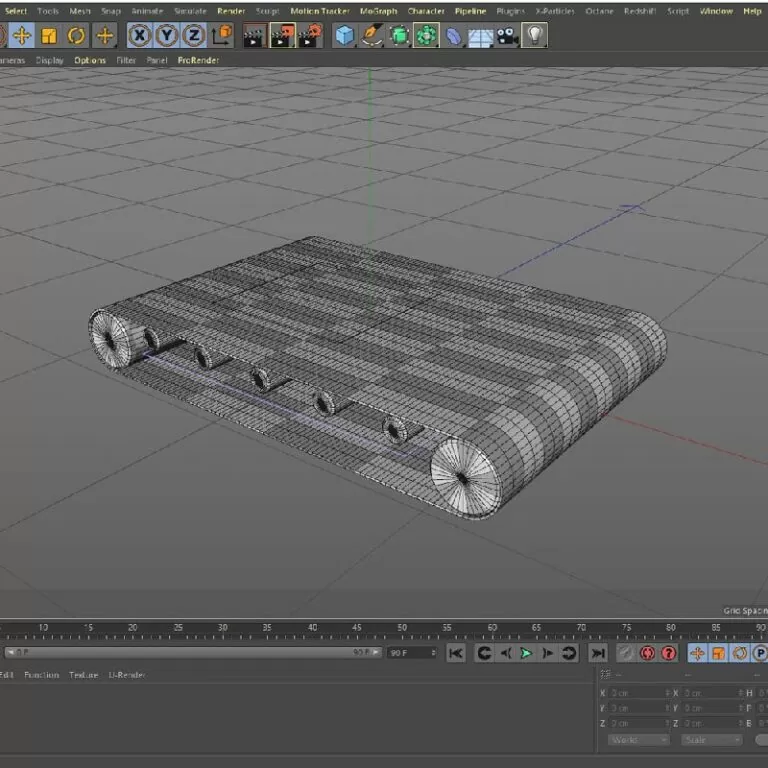 Select Tools Mesh Snap Animate Simulate Render Sculpt Motion Tracker MoGraph Character Pipeline Plugins X-Particles Octane Redshift Script Window Help
X Y Z
ameras Display Options Filter Panel ProRender
Grid Spacin
10 15 20 25 30 35 40 45 50 55 60 65 70 75 80 85 90
0 F 90 F 90 F P
Edit Function Texture U-Render
-- -- --
X 0 cm X 0 cm H 0
Y 0 cm Y 0 cm P 0
Z 0 cm Z 0 cm B 0
World Scale